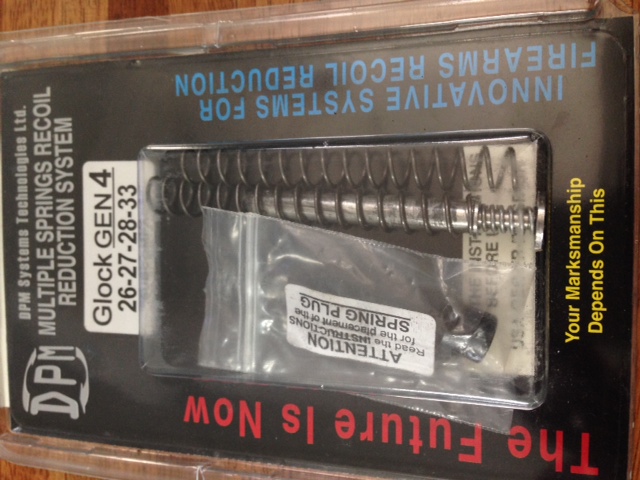 DPM
DPM Systems Technologies Ltd.
MULTIPLE SPRINGS RECOIL
REDUCTION SYSTEM
Glock GEN 4
26-27-28-33
INNOVATIVE SYSTEMS FOR
FIREARMS RECOIL REDUCTION
ATTENTION
Read the INSTRUCTIONS
for the placement of the
SPRING PLUG
BEFORE
Your Marksmanship
Depends On This
The Future Is Now